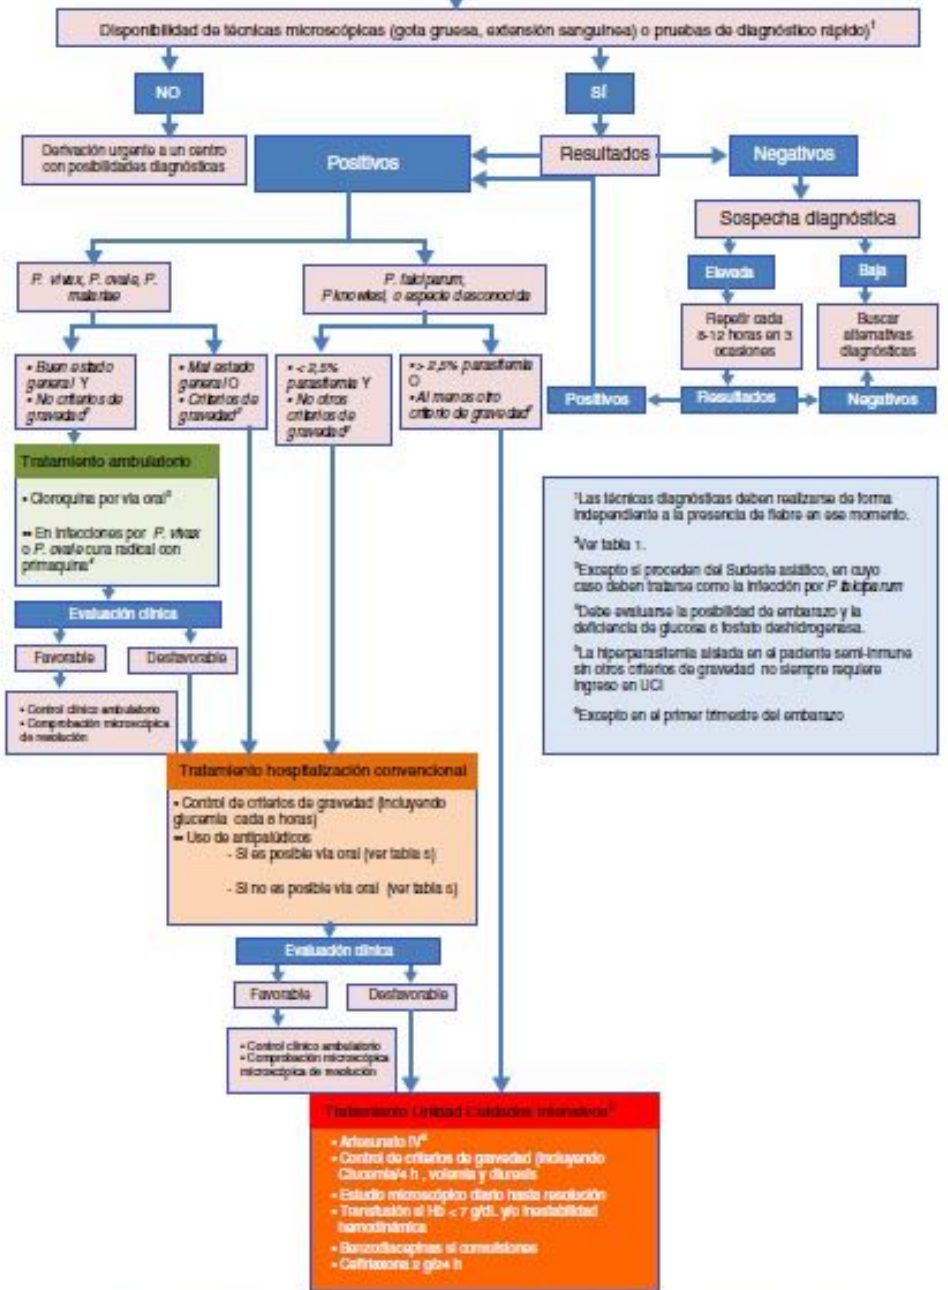 Disponibilidad de técnicas microscópicas (gota gruesa, extensión sanguínea) o pruebas de diagnóstico rápido)¹
NO
SÍ
Derivación urgente a un centro
con posibilidades diagnósticas
Positivos
Resultados
Negativos
Sospecha diagnóstica
Elevada
Baja
Repetir cada
8-12 horas en 3
ocasiones
Buscar
alternativas
diagnósticas
Positivos
Resultados
Negativos
P. vivax, P. ovale, P.
malariae
P. falciparum,
P knowlesi, o especie desconocida
• Buen estado
general Y
• No criterios de
gravedad²
• Mal estado
general O
• Criterios de
gravedad²
• < 2,5%
parasitemia Y
• No otros
criterios de
gravedad²
•> 2,5% parasitemia
O
• Al menos otro
criterio de gravedad²
Tratamiento ambulatorio
• Cloroquina por vía oral³
• En infecciones por P. vivax
o P. ovale cura radical con
primaquina⁴
Evaluación clínica
Favorable
Desfavorable
• Control clínico ambulatorio
• Comprobación microscópica
de resolución
¹Las técnicas diagnósticas deben realizarse de forma
independiente a la presencia de fiebre en ese momento.
²Ver tabla 1.
³Excepto si proceden del Sudeste asiático, en cuyo
caso deben tratarse como la infección por P falciparum
⁴Debe evaluarse la posibilidad de embarazo y la
deficiencia de glucosa 6 fosfato deshidrogenasa.
⁵La hiperparasitemia aislada en el paciente semi-inmune
sin otros criterios de gravedad no siempre requiere
ingreso en UCI
⁶Excepto en el primer trimestre del embarazo
Tratamiento hospitalización convencional
• Control de criterios de gravedad (incluyendo
glucemia cada 8 horas)
• Uso de antipalúdicos
- Si es posible vía oral (ver tabla 5)
- Si no es posible vía oral (ver tabla 5)
Evaluación clínica
Favorable
Desfavorable
• Control clínico ambulatorio
• Comprobación microscópica
microscópica de resolución
Tratamiento Unidad Cuidados Intensivos⁵
• Artesunato IV⁶
• Control de criterios de gravedad (incluyendo
Glucemia/4 h , volemia y diuresis
• Estudio microscópico diario hasta resolución
• Transfusión si Hb < 7 g/dL y/o inestabilidad
hemodinámica
• Benzodiacepinas si convulsiones
• Ceftriaxona 2 g/24 h